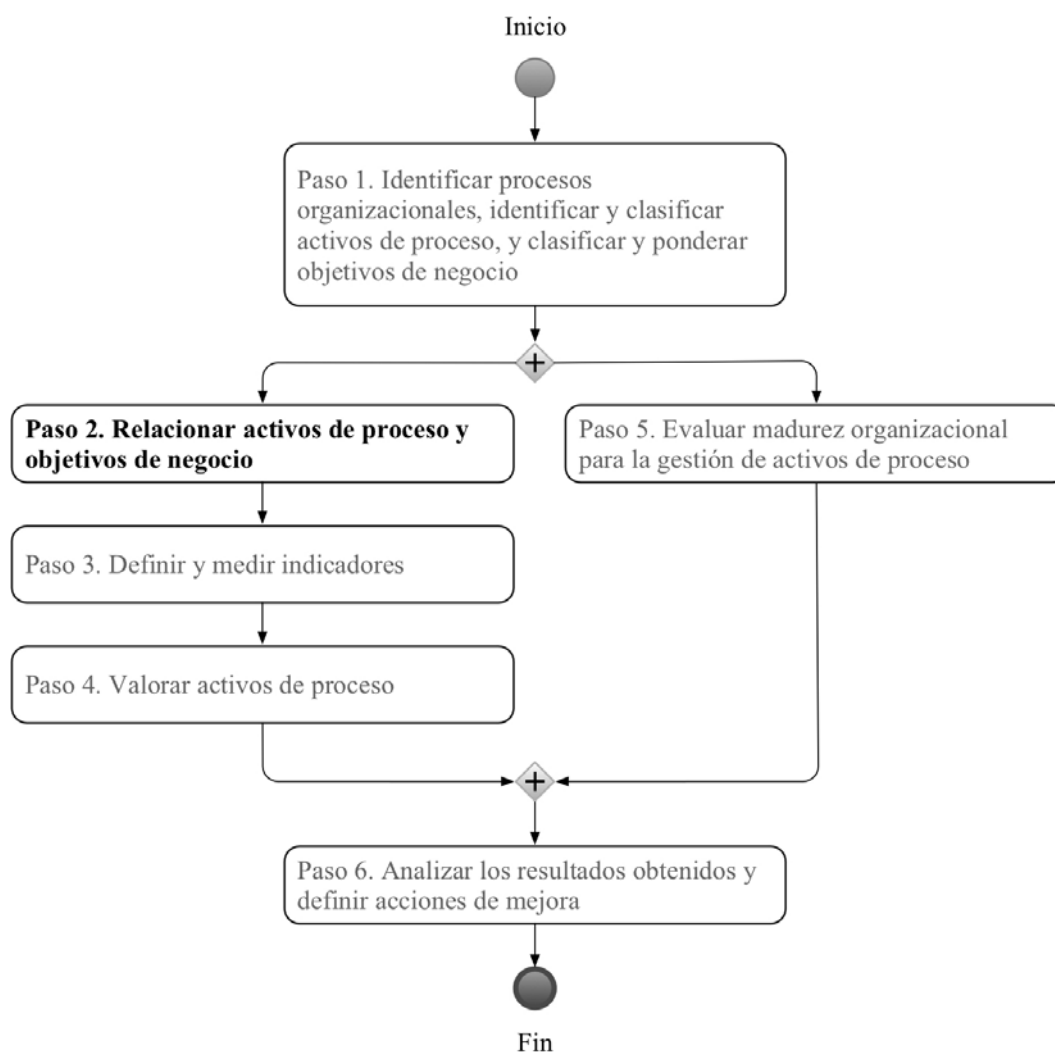 Inicio
Paso 1. Identificar procesos
organizacionales, identificar y clasificar
activos de proceso, y clasificar y ponderar
objetivos de negocio
Paso 2. Relacionar activos de proceso y
objetivos de negocio
Paso 5. Evaluar madurez organizacional
para la gestión de activos de proceso
Paso 3. Definir y medir indicadores
Paso 4. Valorar activos de proceso
Paso 6. Analizar los resultados obtenidos y
definir acciones de mejora
Fin